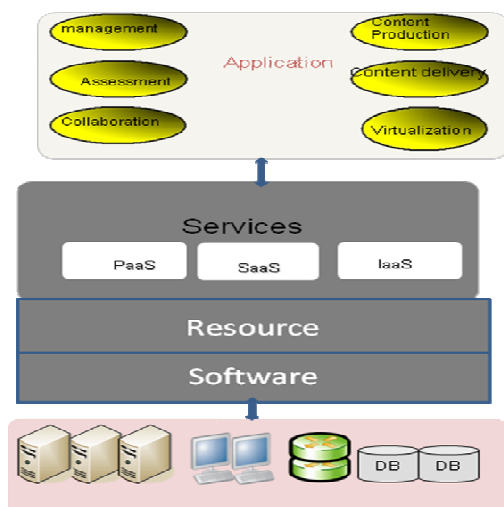 management
Assessment
Collaboration
Application
Content
Production
Content delivery
Virtualization
Services
PaaS
SaaS
IaaS
Resource
Software
DB
DB